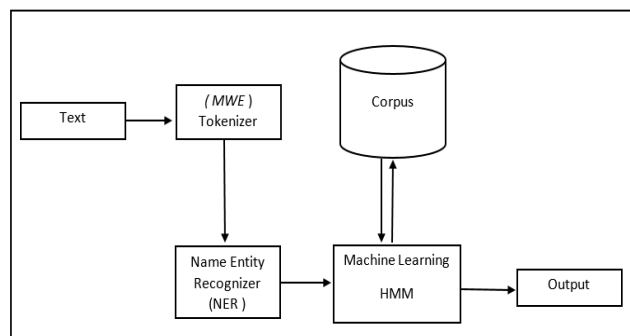 Text
( MWE )
Tokenizer
Corpus
Name Entity
Recognizer
(NER )
Machine Learning
HMM
Output